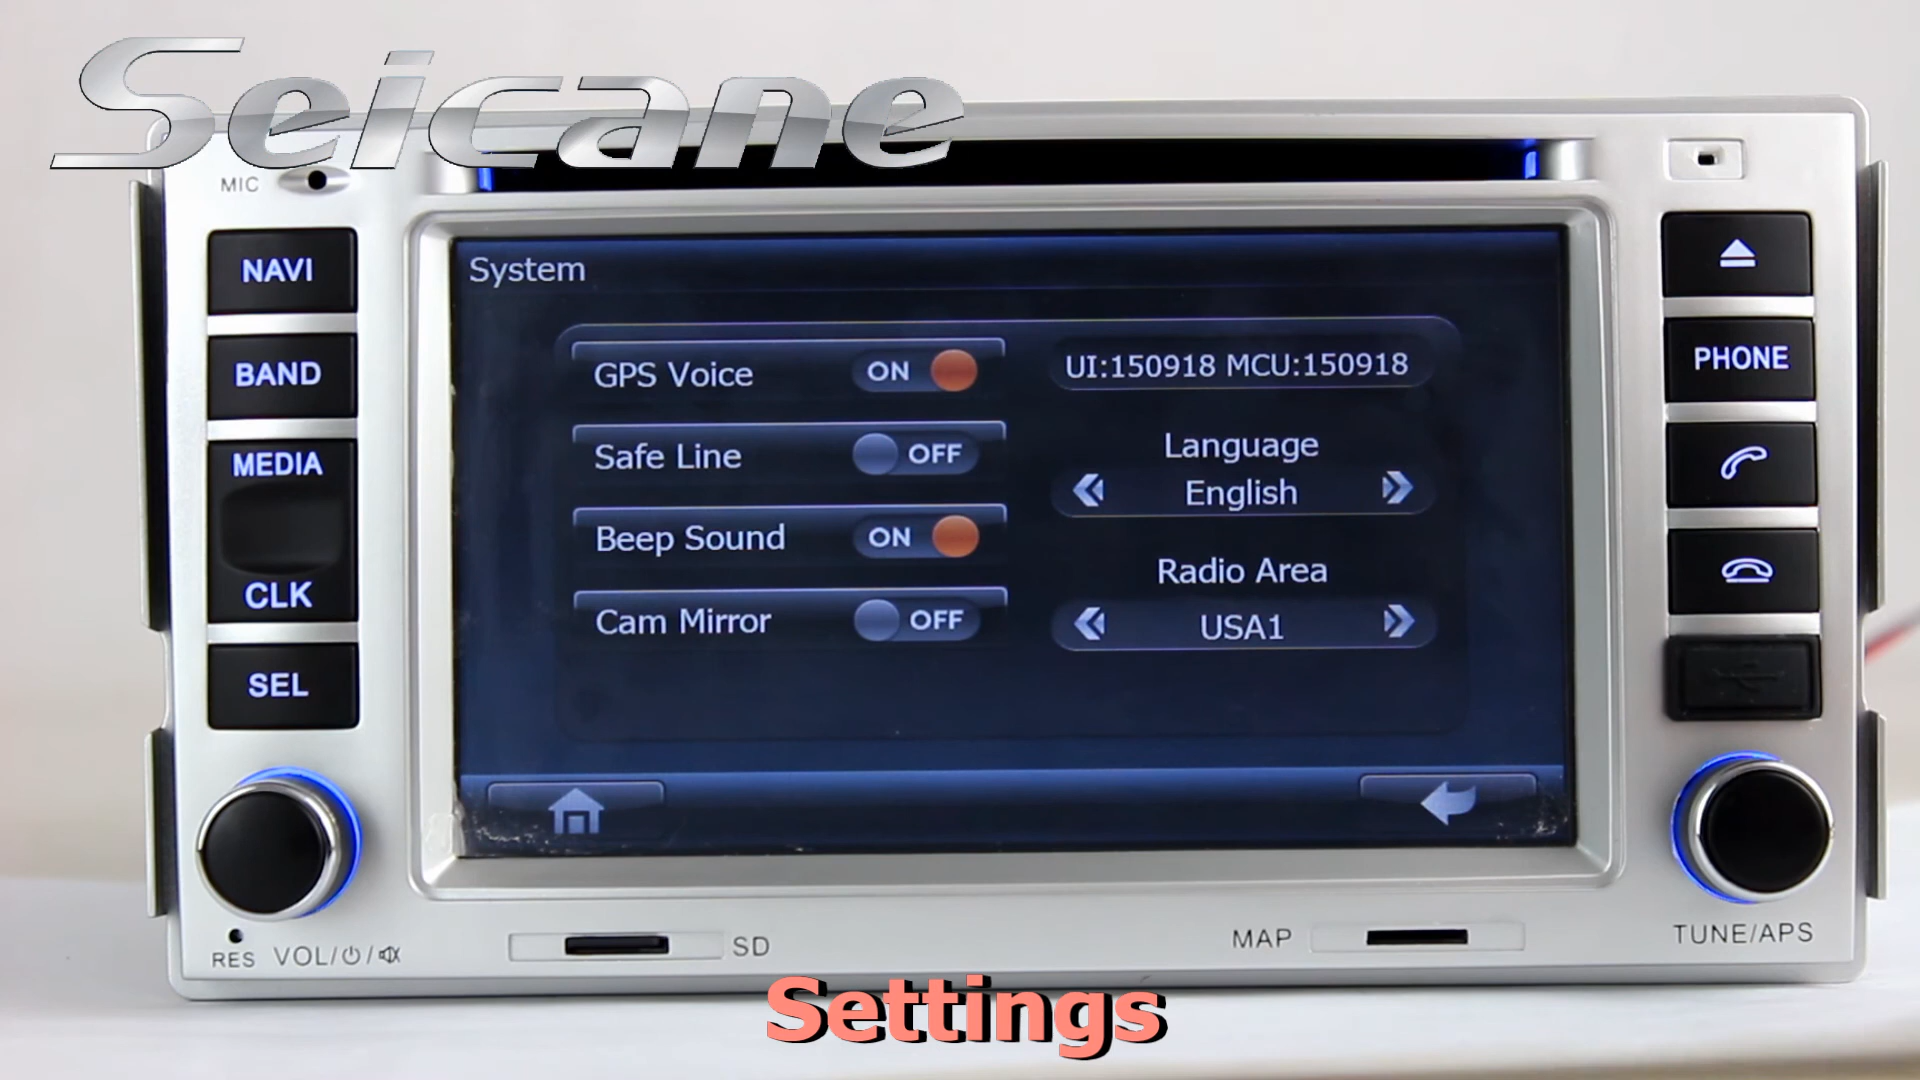 Seicane
MIC
NAVI
BAND
MEDIA
CLK
SEL
RES VOL/
System
GPS Voice ON
Safe Line OFF
Beep Sound ON
Cam Mirror OFF
UI:150918 MCU:150918
Language
English
Radio Area
USA1
PHONE
SD
MAP
TUNE/APS
Settings